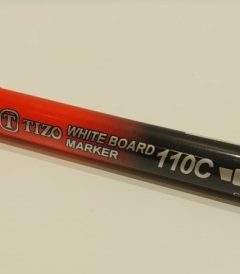 T TIZO WHITE BOARD 110C
MARKER